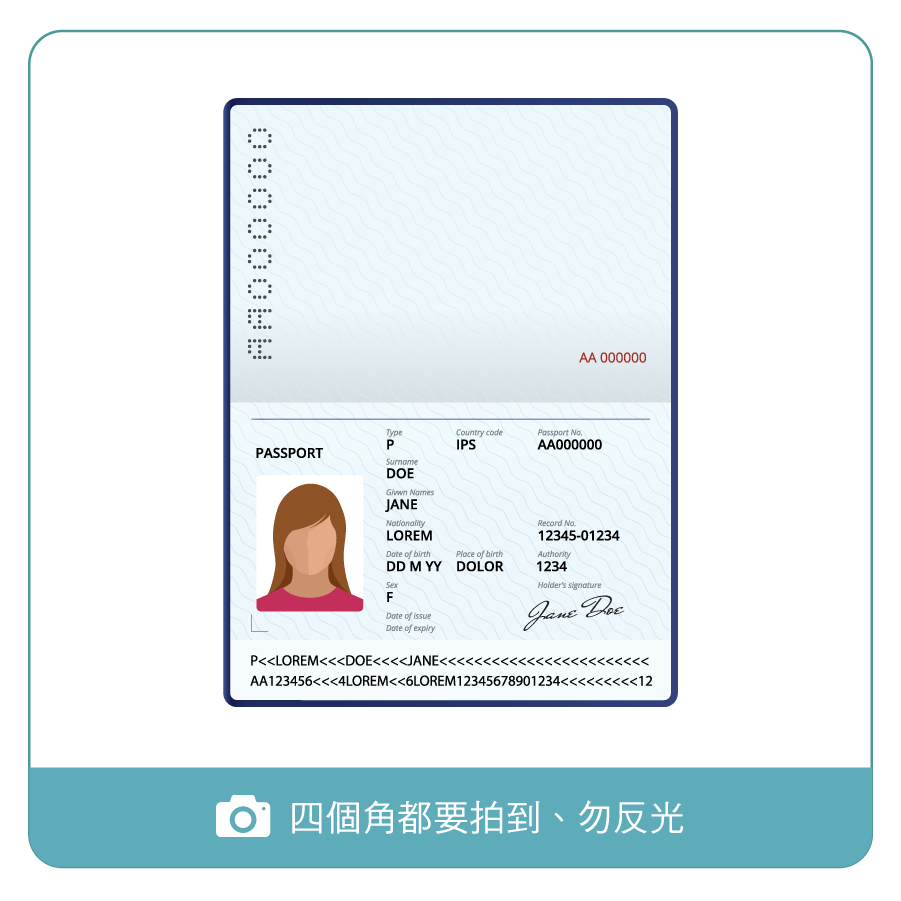 AA000000
AA 000000
PASSPORT
Type Country code Passport No.
P IPS AA000000
Surname
DOE
Givwn Names
JANE
Nationality Record No.
LOREM 12345-01234
Date of birth Place of birth Authority
DD M YY DOLOR 1234
Sex Holder's signature
F
Jane Doe
Date of issue
Date of expiry
P<<LOREM<<<DOE<<<<JANE<<<<<<<<<<<<<<<<<<<<<<<<
AA123456<<<4LOREM<<6LOREM12345678901234<<<<<<<<<12
四個角都要拍到、勿反光